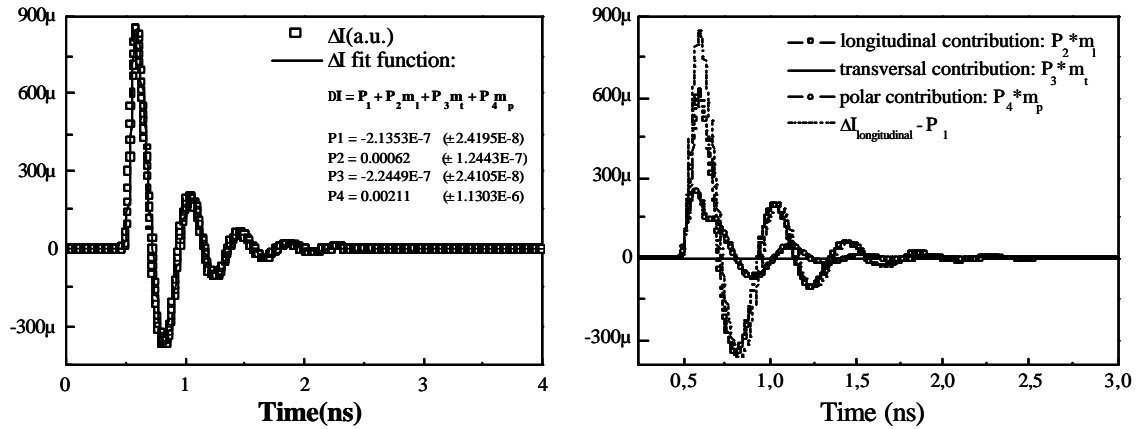 900µ
600µ
300µ
0
-300µ
0
1
2
3
4
Time(ns)
ΔI(a.u.)
ΔI fit function:
DI = P₁ + P₂m₁ + P₃mₜ + P₄mₚ
P1 = -2.1353E-7 (±2.4195E-8)
P2 = 0.00062 (± 1.2443E-7)
P3 = -2.2449E-7 (±2.4105E-8)
P4 = 0.00211 (±1.1303E-6)
900µ
600µ
300µ
0
-300µ
0,5
1,0
1,5
2,0
2,5
3,0
Time (ns)
longitudinal contribution: P₂*m₁
transversal contribution: P₃*mₜ
polar contribution: P₄*mₚ
ΔI longitudinal - P₁